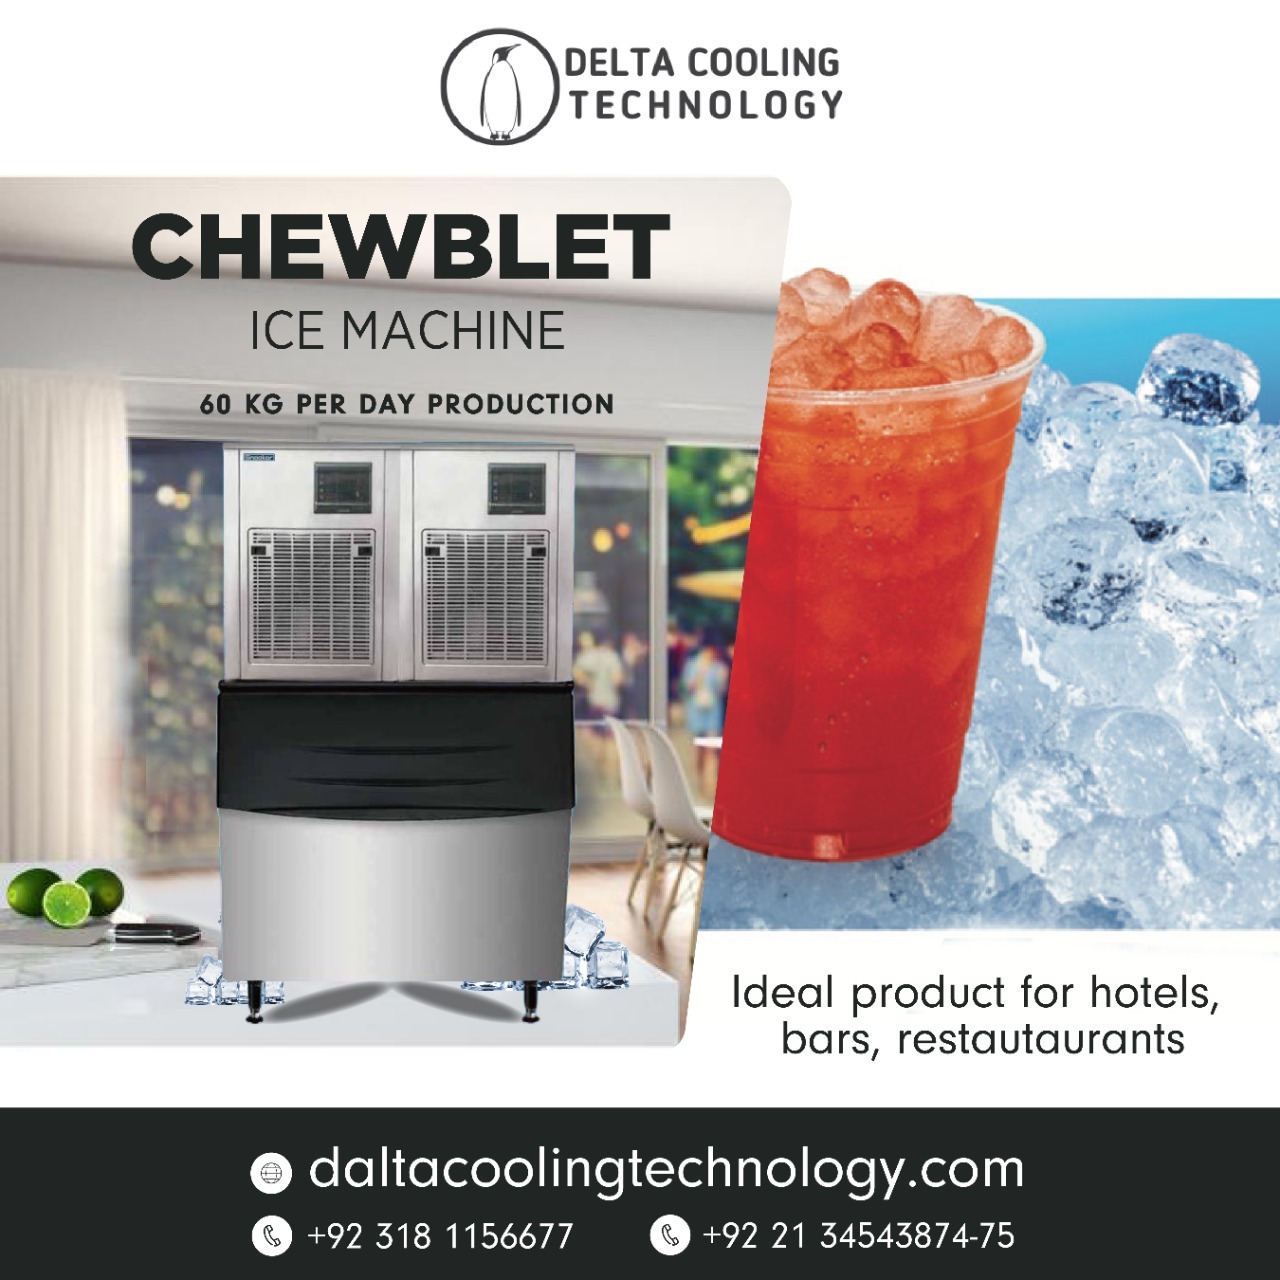 DELTA COOLING
TECHNOLOGY
CHEWBLET
ICE MACHINE
60 KG PER DAY PRODUCTION
Snooker
Ideal product for hotels,
bars, restautaurants
daltacoolingtechnology.com
+92 318 1156677
+92 21 34543874-75